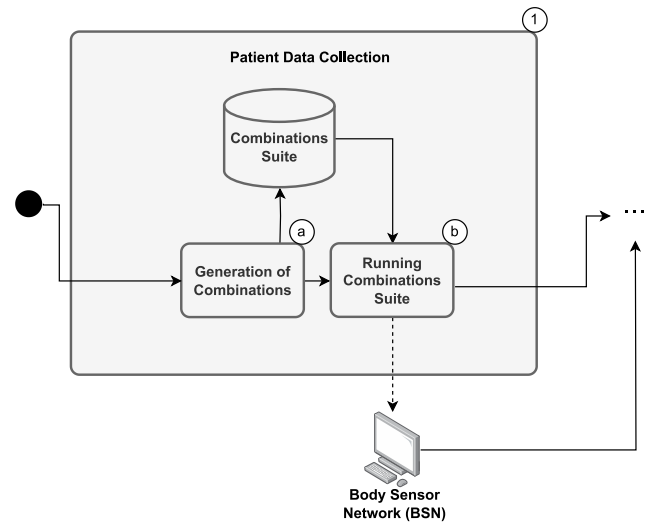 1
Patient Data Collection
Combinations
Suite
a
b
Generation of
Combinations
Running
Combinations
Suite
...
Body Sensor
Network (BSN)